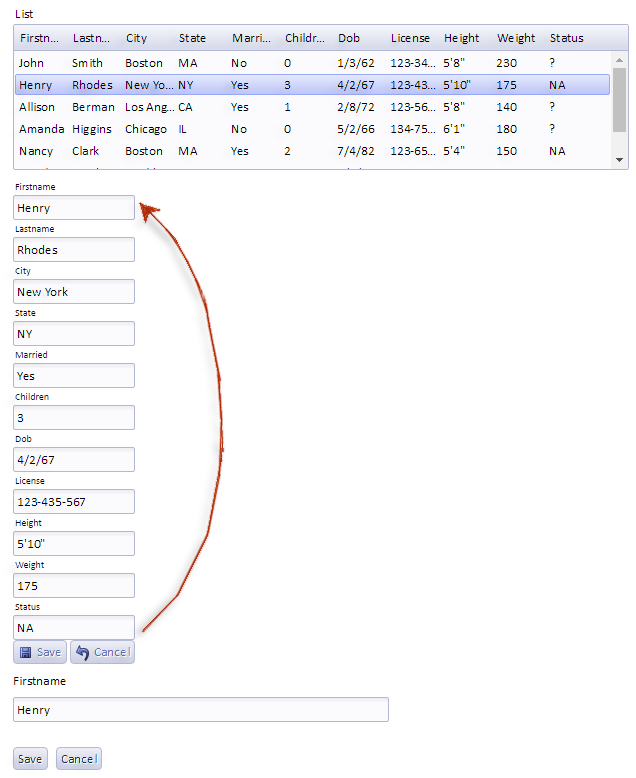 List
Firstn... Lastn... City State Marri... Childr... Dob License Height Weight Status
John Smith Boston MA No 0 1/3/62 123-34... 5'8" 230 ?
Henry Rhodes New Yo... NY Yes 3 4/2/67 123-43... 5'10" 175 NA
Allison Berman Los Ang... CA Yes 1 2/8/72 123-56... 5'8" 140 ?
Amanda Higgins Chicago IL No 0 5/2/66 134-75... 6'1" 180 ?
Nancy Clark Boston MA Yes 2 7/4/82 123-65... 5'4" 150 NA
Firstname
Henry
Lastname
Rhodes
City
New York
State
NY
Married
Yes
Children
3
Dob
4/2/67
License
123-435-567
Height
5'10"
Weight
175
Status
NA
Save Cancel
Firstname
Henry
Save Cancel